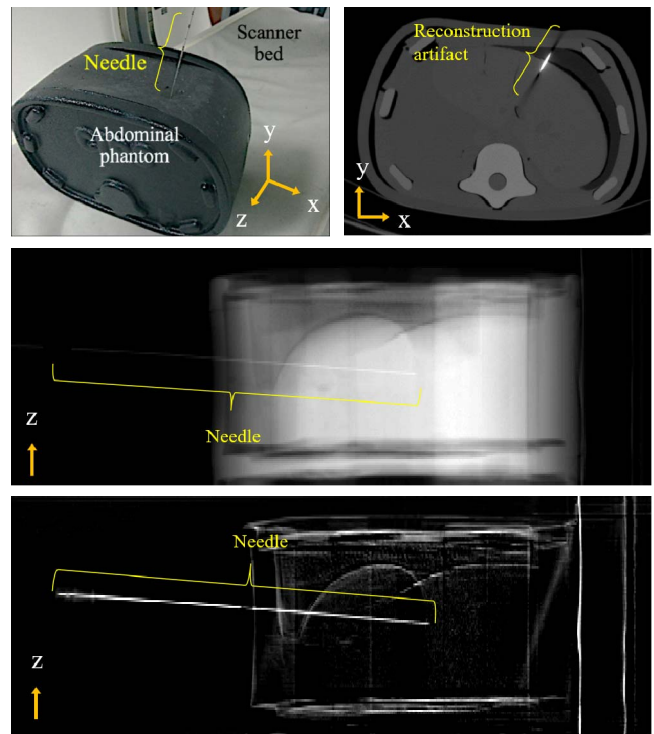 Scanner
bed
Needle
Abdominal
phantom
y
x
z
Reconstruction
artifact
y
x
z
Needle
Needle
z